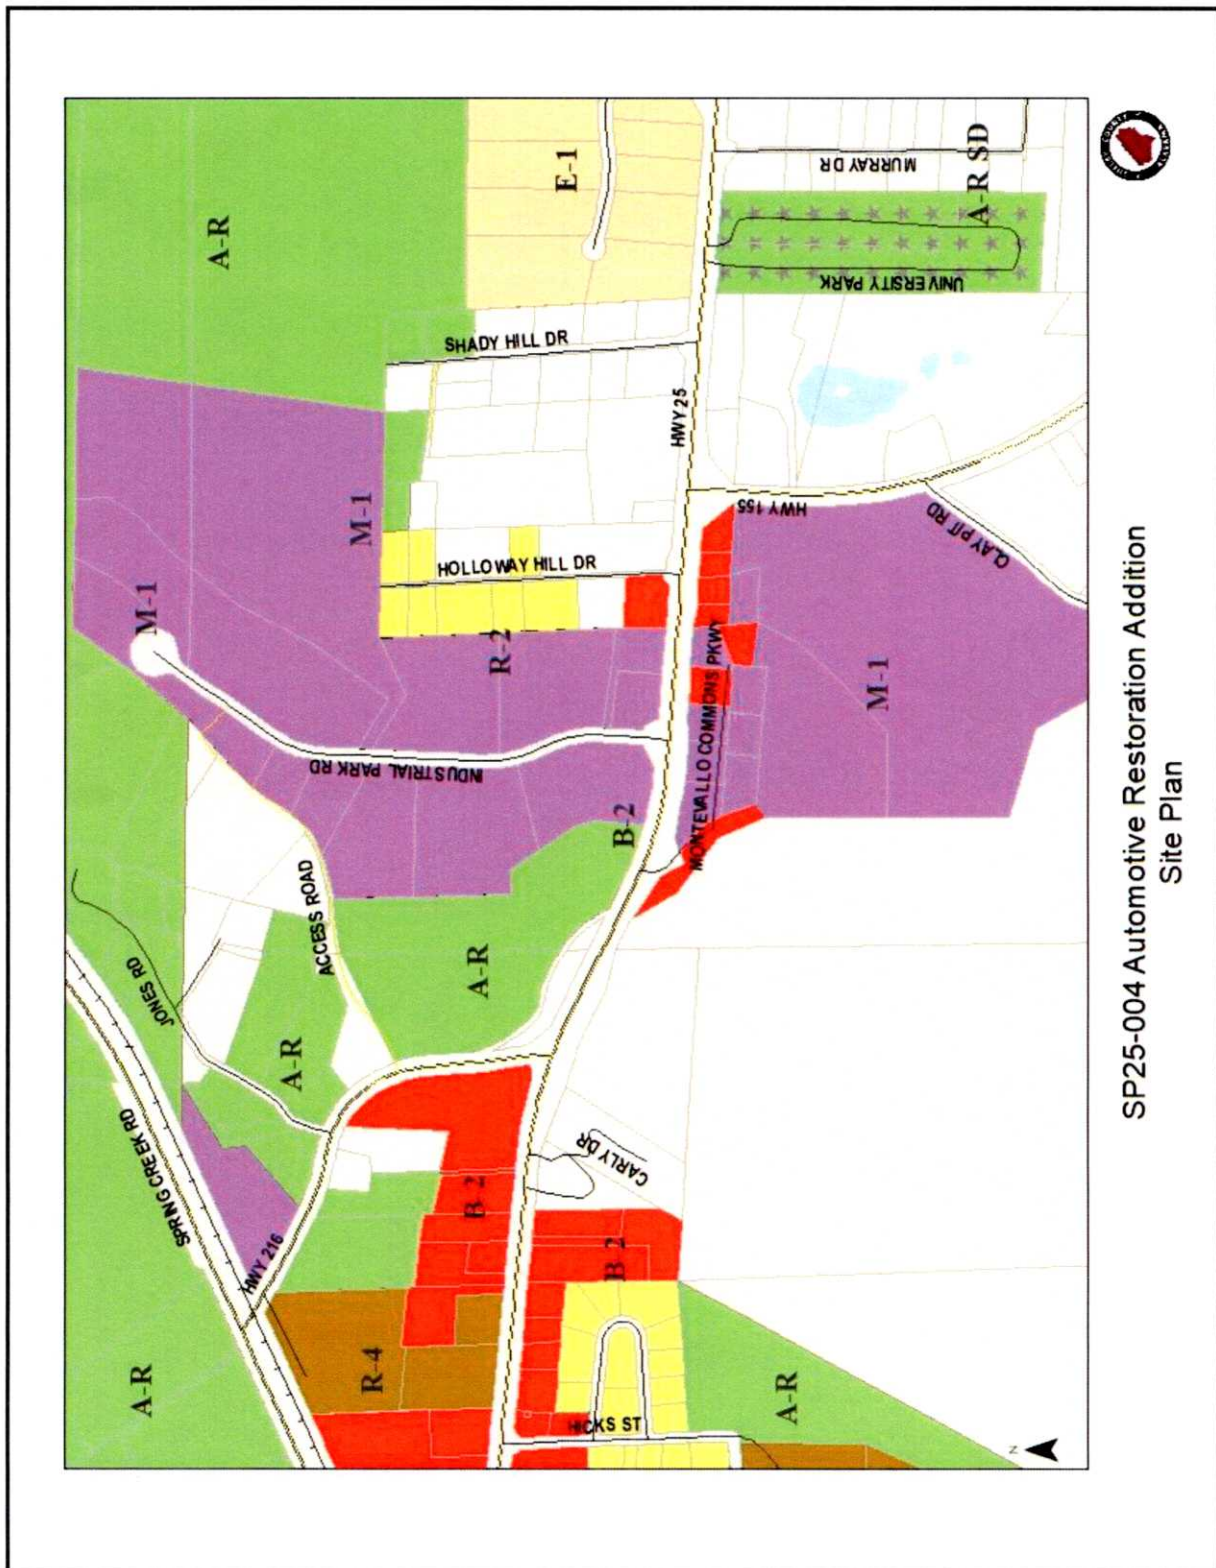 A-R
SPRING CREEK RD
HWY 216
JONES RD
M-1
A-R
R-4
A-R
ACCESS ROAD
INDUSTRIAL PARK RD
M-1
B-2
A-R
R-2
HOLLOWAY HILL DR
SHADY HILL DR
E-1
HICKS ST
B-2
CARLY DR
B-2
HWY 25
MONTEVALLO COMMONS PKWY
HWY 155
A-R
M-1
CLAY PIT RD
UNIVERSITY PARK
MURRAY DR
A-R SD
N
SP25-004 Automotive Restoration Addition
Site Plan